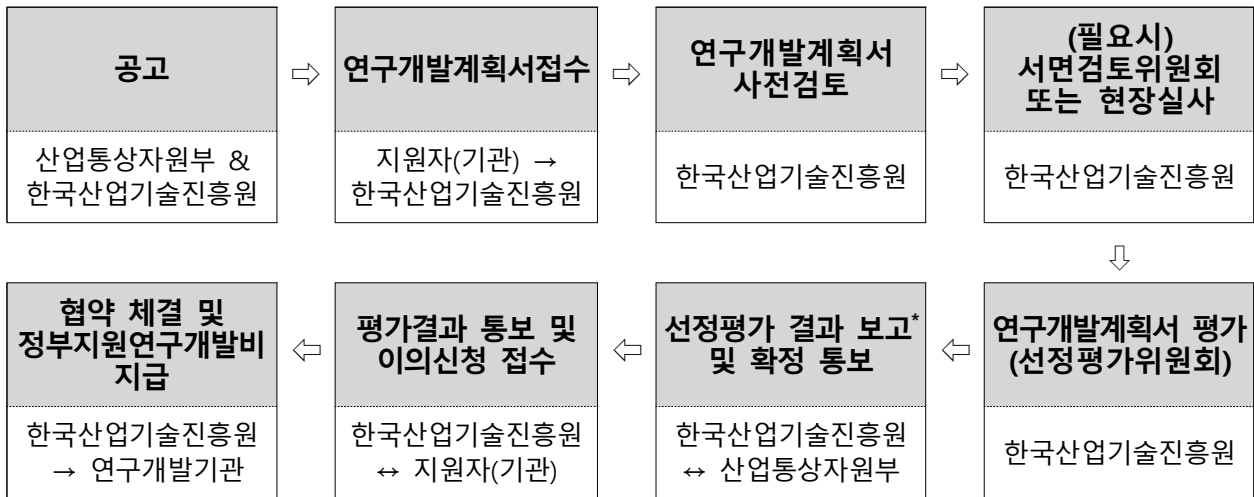 공고
⇨
연구개발계획서접수
⇨
연구개발계획서
사전검토
⇨
(필요시)
서면검토위원회
또는 현장실사
산업통상자원부 &
한국산업기술진흥원
지원자(기관) →
한국산업기술진흥원
한국산업기술진흥원
한국산업기술진흥원
⇩
협약 체결 및
정부지원연구개발비
지급
⇦
평가결과 통보 및
이의신청 접수
⇦
선정평가 결과 보고*
및 확정 통보
⇦
연구개발계획서 평가
(선정평가위원회)
한국산업기술진흥원
→ 연구개발기관
한국산업기술진흥원
↔ 지원자(기관)
한국산업기술진흥원
↔ 산업통상자원부
한국산업기술진흥원